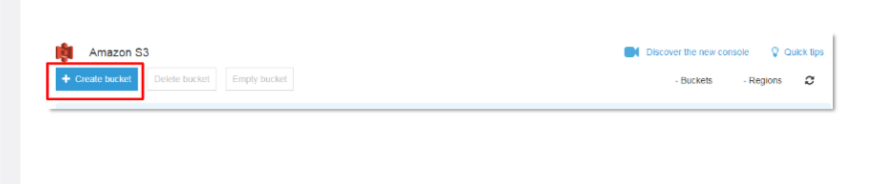 Amazon S3 Discover the new console Quick tips
+ Create bucket Delete bucket Empty bucket - Buckets - Regions